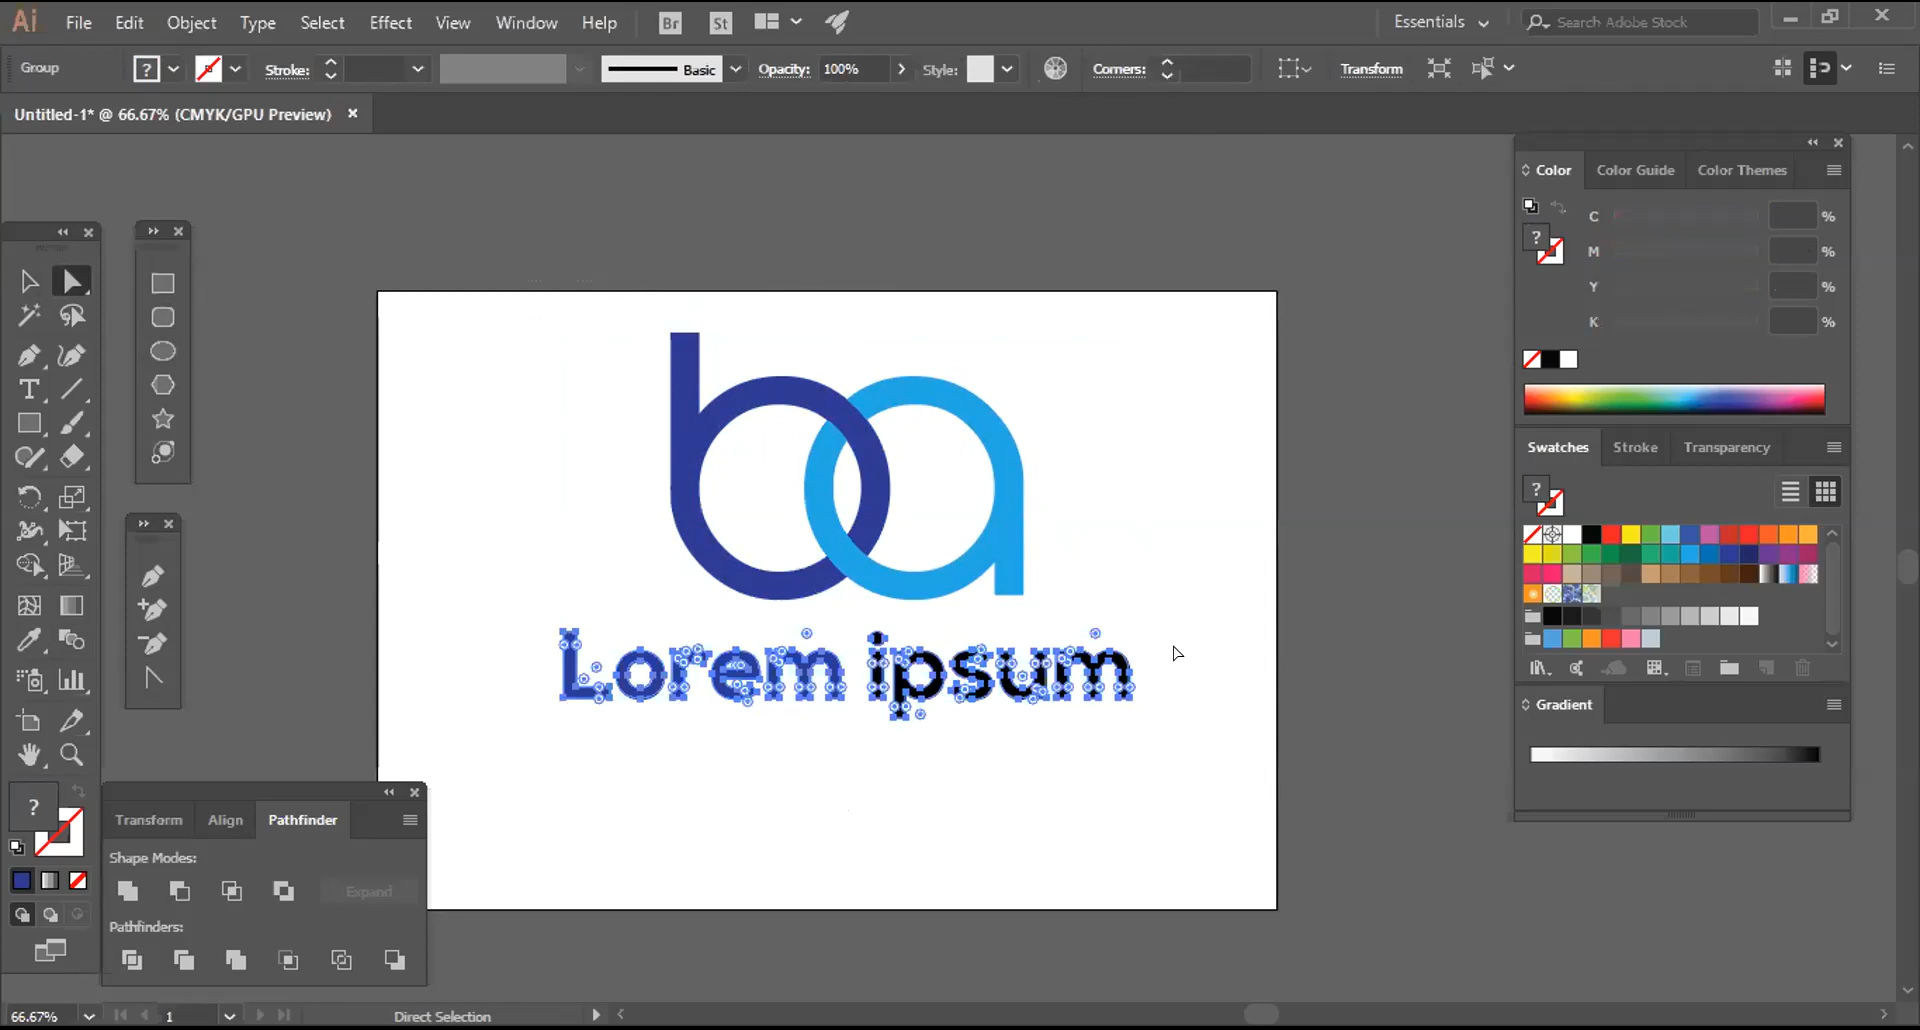 Ai File Edit Object Type Select Effect View Window Help Br St Essentials Search Adobe Stock
Group ? Stroke: Basic Opacity: 100% Style: Corners: Transform
Untitled-1* @ 66.67% (CMYK/GPU Preview)
Color Color Guide Color Themes
C %
? M %
Y %
K %
Swatches Stroke Transparency
?
Gradient
ba
Lorem ipsum
T
?
Transform Align Pathfinder
Shape Modes:
Expand
Pathfinders:
66.67% 1 Direct Selection